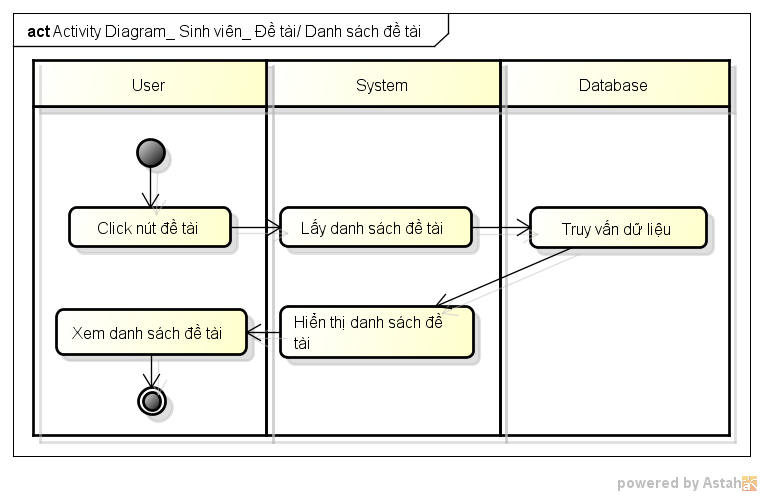 act Activity Diagram_ Sinh viên_ Đề tài/ Danh sách đề tài
User
System
Database
Click nút đề tài
Lấy danh sách đề tài
Truy vấn dữ liệu
Xem danh sách đề tài
Hiển thị danh sách đề
tài
powered by Astah